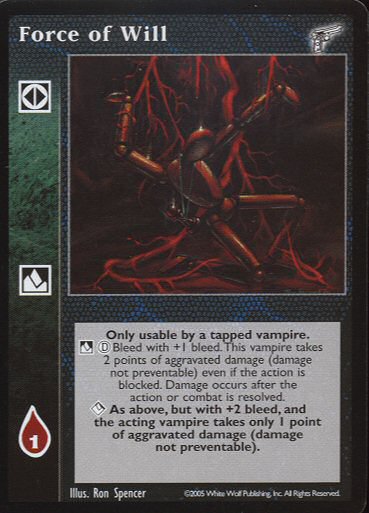 Force of Will
Only usable by a tapped vampire.
D Bleed with +1 bleed. This vampire takes
2 points of aggravated damage (damage
not preventable) even if the action is
blocked. Damage occurs after the
action or combat is resolved.
As above, but with +2 bleed, and
the acting vampire takes only 1 point
of aggravated damage (damage
not preventable).
1
Illus. Ron Spencer
©2005 White Wolf Publishing, Inc. All Rights Reserved.